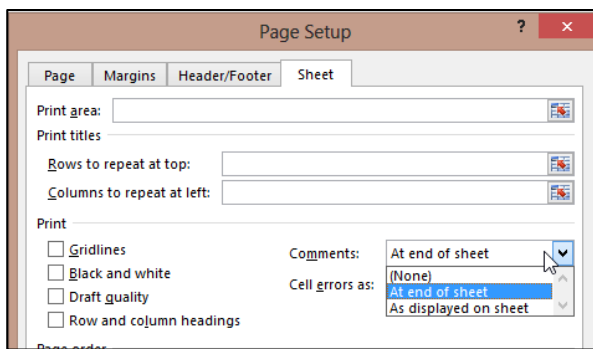 Page Setup ? ×
Page Margins Header/Footer Sheet
Print area:
Print titles
Rows to repeat at top:
Columns to repeat at left:
Print
Gridlines Comments: At end of sheet
Black and white (None)
Cell errors as: At end of sheet
Draft quality As displayed on sheet
Row and column headings
Page order